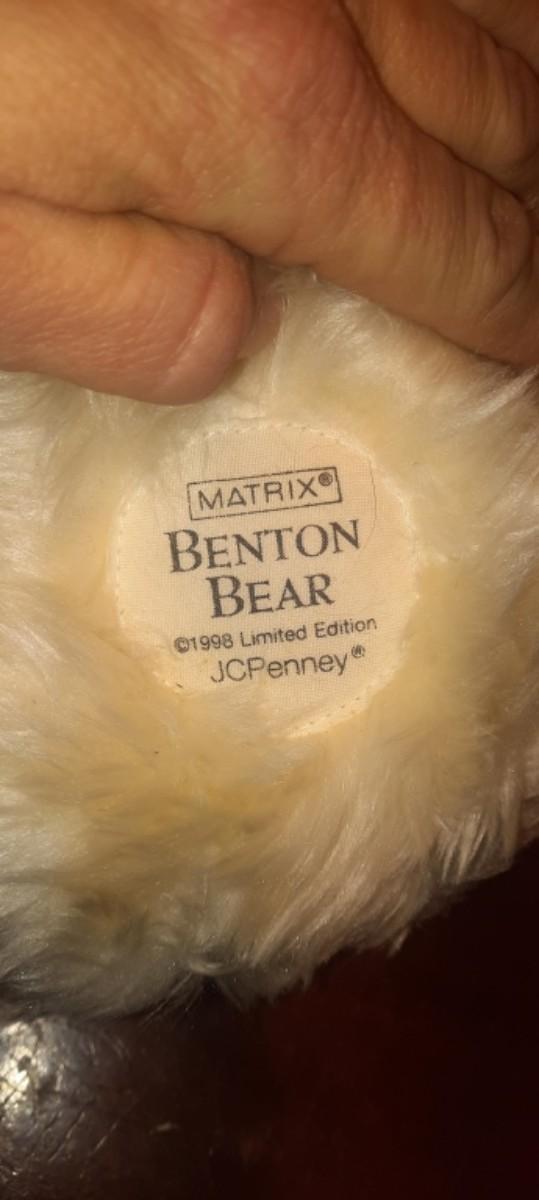 MATRIX®
BENTON
BEAR
©1998 Limited Edition
JCPenney®